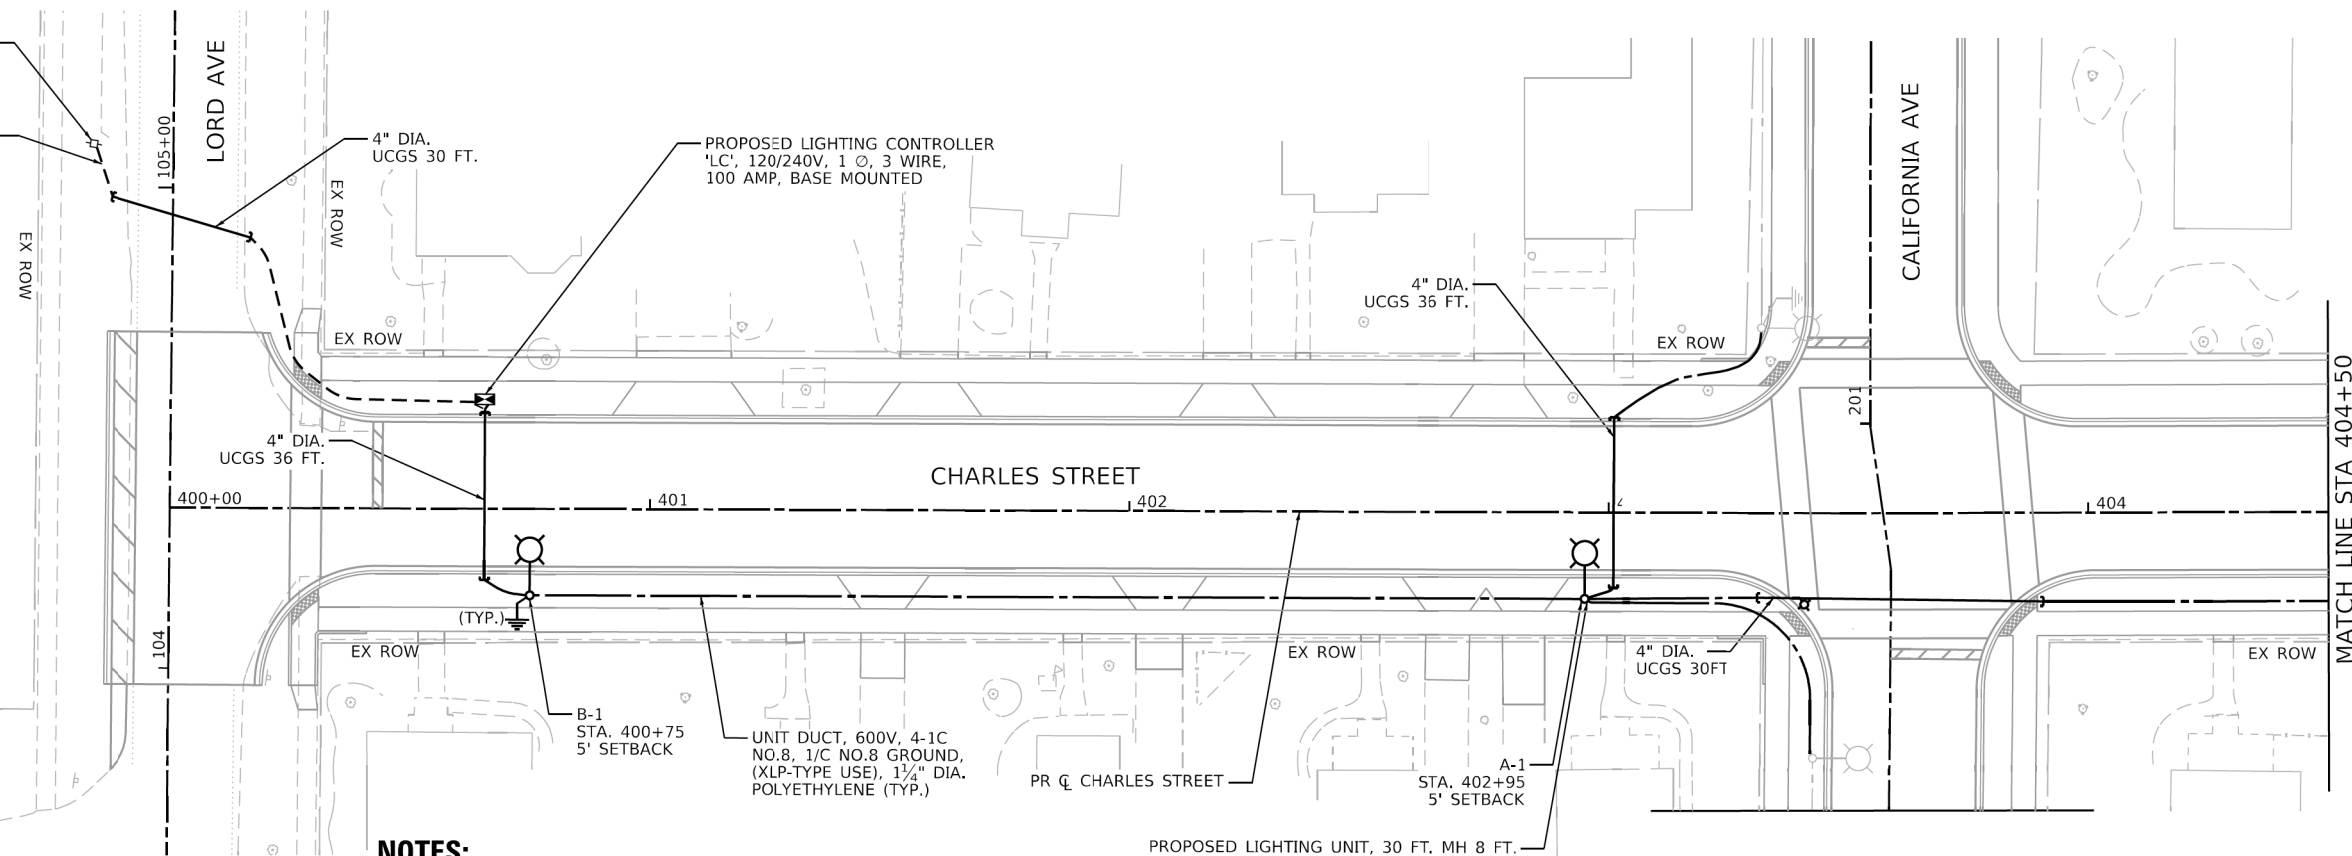 LORD AVE
105+00
4" DIA.
UCGS 30 FT.
EX ROW
EX ROW
PROPOSED LIGHTING CONTROLLER
'LC', 120/240V, 1 ∅, 3 WIRE,
100 AMP, BASE MOUNTED
CALIFORNIA AVE
4" DIA.
UCGS 36 FT.
EX ROW
EX ROW
201
MATCH LINE STA 404+50
4" DIA.
UCGS 36 FT.
CHARLES STREET
400+00
401
402
4
404
104
(TYP.)
EX ROW
EX ROW
4" DIA.
UCGS 30FT
EX ROW
B-1
STA. 400+75
5' SETBACK
UNIT DUCT, 600V, 4-1C
NO.8, 1/C NO.8 GROUND,
(XLP-TYPE USE), 1¼" DIA.
POLYETHYLENE (TYP.)
PR ℄ CHARLES STREET
A-1
STA. 402+95
5' SETBACK
PROPOSED LIGHTING UNIT, 30 FT. MH 8 FT.
NOTES: